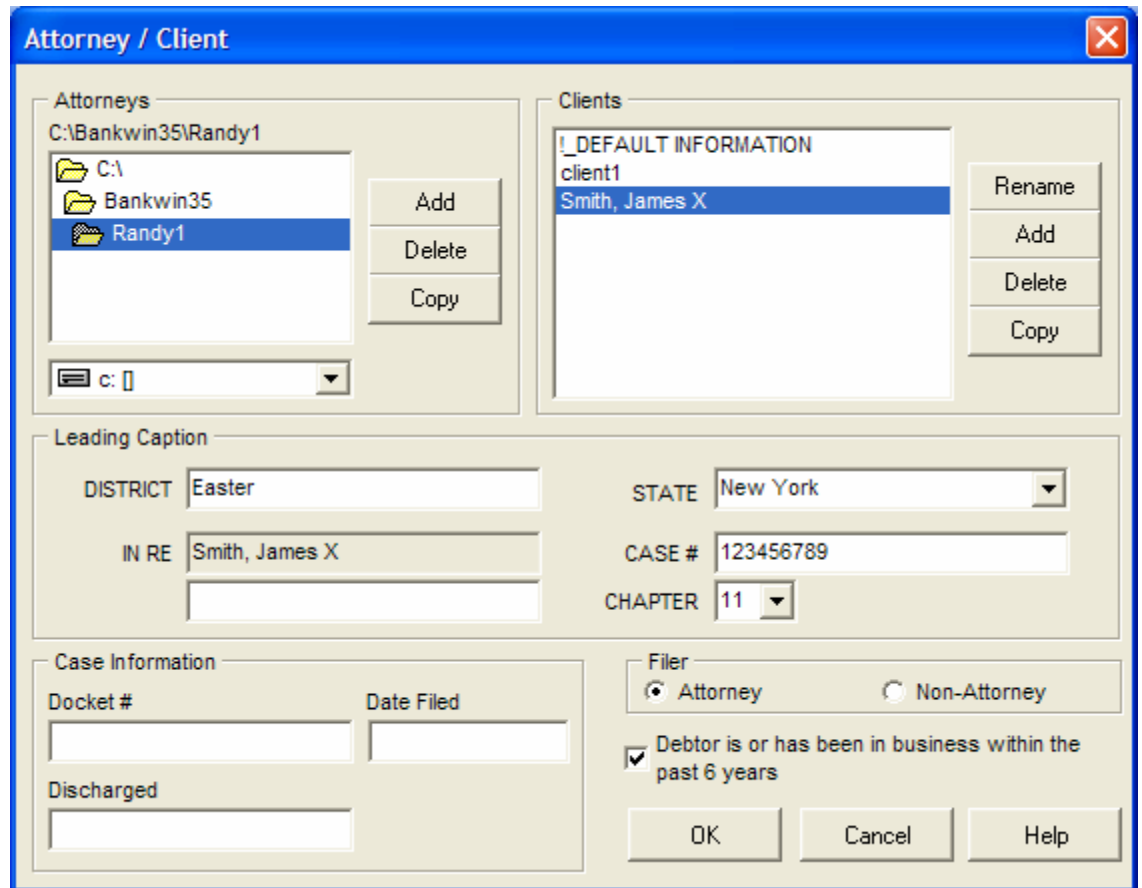 Attorney / Client
Attorneys
C:\Bankwin35\Randy1
C:\
Bankwin35
Randy1
c: []
Add
Delete
Copy
Clients
!_DEFAULT INFORMATION
client1
Smith, James X
Rename
Add
Delete
Copy
Leading Caption
DISTRICT Easter
STATE New York
IN RE Smith, James X
CASE # 123456789
CHAPTER 11
Case Information
Docket #
Date Filed
Discharged
Filer
Attorney
Non-Attorney
Debtor is or has been in business within the
past 6 years
OK
Cancel
Help